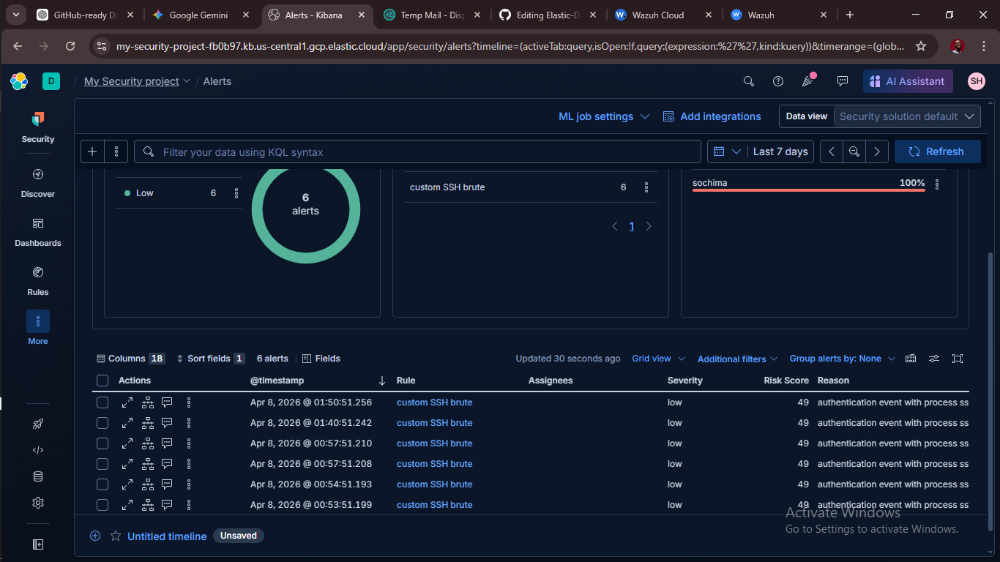 GitHub-ready Do
Google Gemini
Alerts - Kibana
Temp Mail - Disp
Editing Elastic-D
Wazuh Cloud
Wazuh
my-security-project-fb0b97.kb.us-central1.gcp.elastic.cloud/app/security/alerts?timeline=(activeTab:query,isOpen:!f,query:(expression:%27%27,kind:kuery))&timerange=(glob...
D
My Security project / Alerts
AI Assistant
SH
Security
Discover
Dashboards
Rules
More
ML job settings
Add integrations
Data view
Security solution default
Filter your data using KQL syntax
Last 7 days
Refresh
Low 6
6
alerts
custom SSH brute 6
1
sochima 100%
Columns 18 Sort fields 1 6 alerts Fields
Updated 30 seconds ago Grid view Additional filters Group alerts by: None
Actions @timestamp Rule Assignees Severity Risk Score Reason
Apr 8, 2026 @ 01:50:51.256 custom SSH brute low 49 authentication event with process ss
Apr 8, 2026 @ 01:40:51.242 custom SSH brute low 49 authentication event with process ss
Apr 8, 2026 @ 00:57:51.210 custom SSH brute low 49 authentication event with process ss
Apr 8, 2026 @ 00:57:51.208 custom SSH brute low 49 authentication event with process ss
Apr 8, 2026 @ 00:54:51.193 custom SSH brute low 49 authentication event with process ss
Apr 8, 2026 @ 00:53:51.199 custom SSH brute low 49 authentication event with process ss
Activate Windows
Go to Settings to activate Windows.
Untitled timeline Unsaved